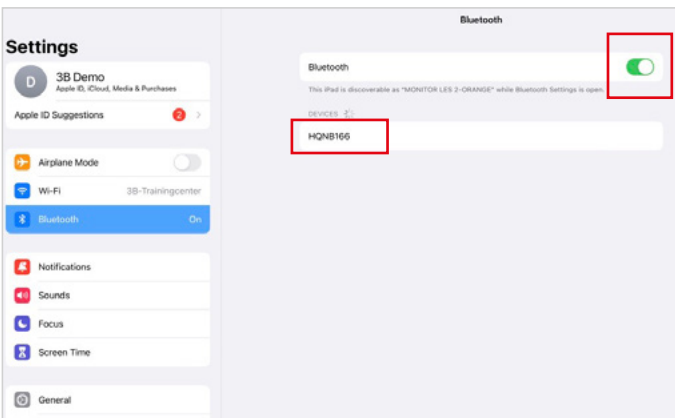 Bluetooth
Settings
D
3B Demo
Apple ID, iCloud, Media & Purchases
Apple ID Suggestions
2
Airplane Mode
Wi-Fi
3B-Trainingcenter
Bluetooth
On
Notifications
Sounds
Focus
Screen Time
General
Bluetooth
This iPad is discoverable as "MONITOR LES 2-ORANGE" while Bluetooth Settings is open.
DEVICES
HQNB166